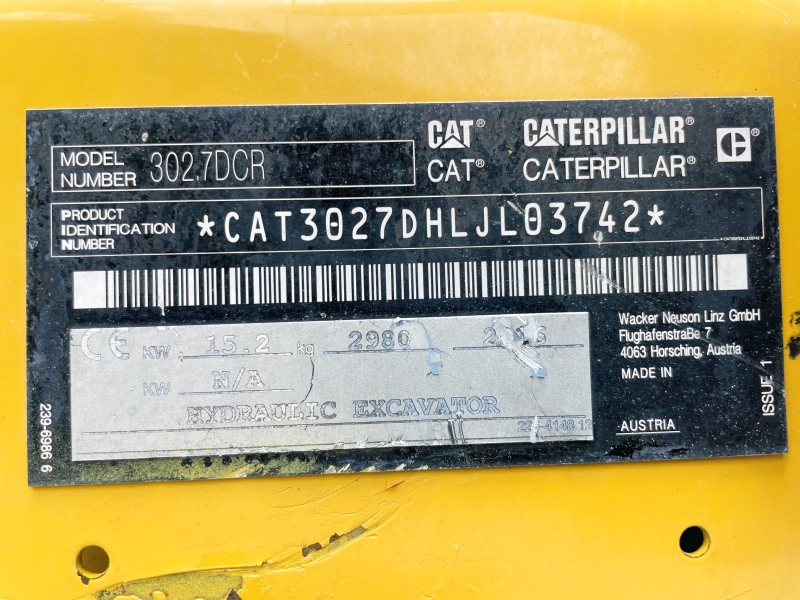 CAT® CATERPILLAR®
CAT® CATERPILLAR®
MODEL NUMBER 302.7DCR
PRODUCT IDENTIFICATION NUMBER *CAT3027DHLJL03742*
CE KW 15.2 kg 2980
KW N/A
HYDRAULIC EXCAVATOR
Wacker Neuson Linz GmbH
Flughafenstraße 7
4063 Horsching, Austria
MADE IN
AUSTRIA
ISSUE 1
239-6986 6